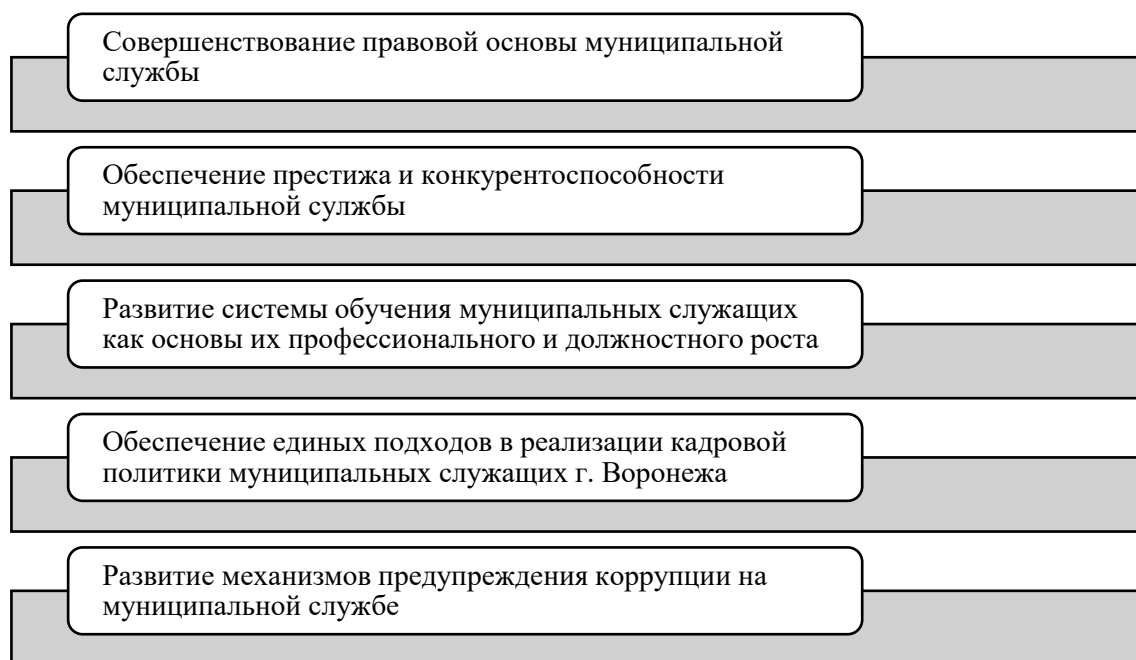 Совершенствование правовой основы муниципальной
службы
Обеспечение престижа и конкурентоспособности
муниципальной сулжбы
Развитие системы обучения муниципальных служащих
как основы их профессионального и должностного роста
Обеспечение единых подходов в реализации кадровой
политики муниципальных служащих г. Воронежа
Развитие механизмов предупреждения коррупции на
муниципальной службе